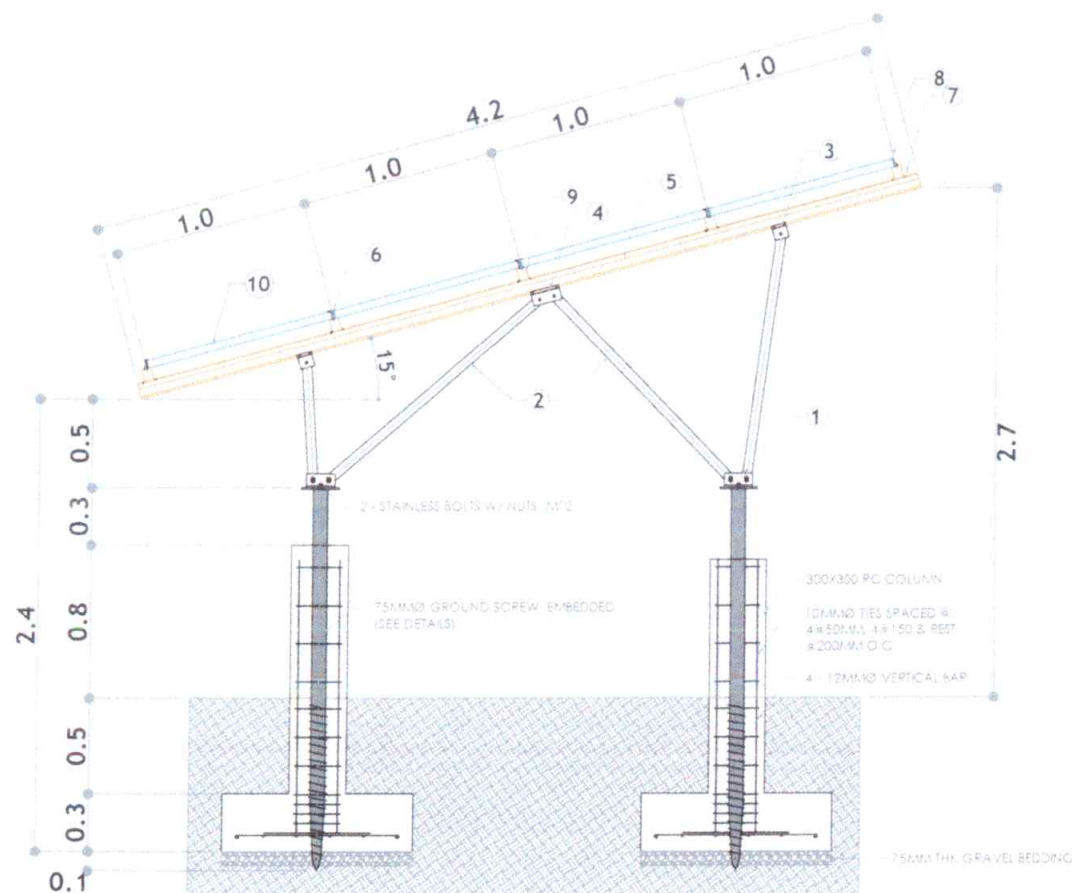 1.0
4.2
1.0
1.0
1.0
8
7
3
5
9
4
6
10
15°
2
1
0.5
0.3
2.7
2 - STAINLESS BOLTS W/ NUTS, M12
2.4
0.8
75MMØ GROUND SCREW, EMBEDDED
(SEE DETAILS)
300X300 RC COLUMN
10MMØ TIES SPACED @
4@50MM, 4@150 & REST
@200MM O.C
4 - 12MMØ VERTICAL BAR
0.5
0.3
0.1
75MM THK GRAVEL BEDDING